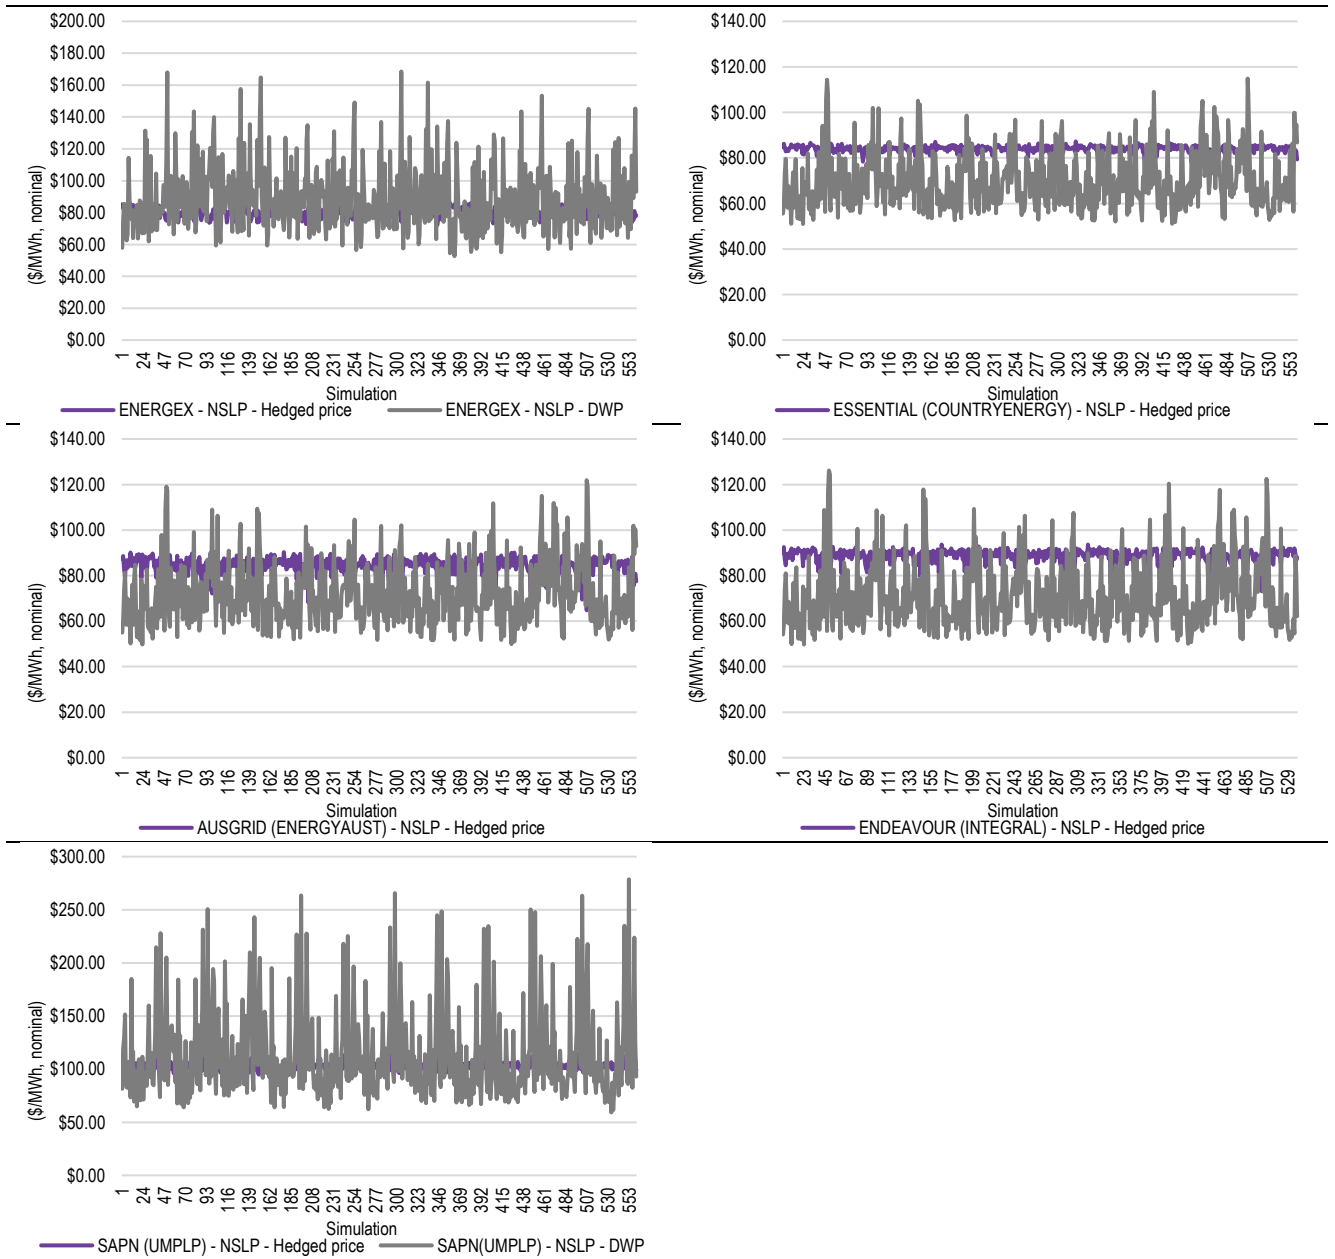 $200.00
$180.00
$160.00
$140.00
$120.00
$100.00
$80.00
$60.00
$40.00
$20.00
$0.00
($/MWh, nominal)
1 24 47 70 93 116 139 162 185 208 231 254 277 300 323 346 369 392 415 438 461 484 507 530 553
Simulation
ENERGEX - NSLP - Hedged price ENERGEX - NSLP - DWP
$140.00
$120.00
$100.00
$80.00
$60.00
$40.00
$20.00
$0.00
($/MWh, nominal)
1 24 47 70 93 116 139 162 185 208 231 254 277 300 323 346 369 392 415 438 461 484 507 530 553
Simulation
ESSENTIAL (COUNTRYENERGY) - NSLP - Hedged price
$140.00
$120.00
$100.00
$80.00
$60.00
$40.00
$20.00
$0.00
($/MWh, nominal)
1 24 47 70 93 116 139 162 185 208 231 254 277 300 323 346 369 392 415 438 461 484 507 530 553
Simulation
AUSGRID (ENERGYAUST) - NSLP - Hedged price
$140.00
$120.00
$100.00
$80.00
$60.00
$40.00
$20.00
$0.00
($/MWh, nominal)
1 23 45 67 89 111 133 155 177 199 221 243 265 287 309 331 353 375 397 419 441 463 485 507 529
Simulation
ENDEAVOUR (INTEGRAL) - NSLP - Hedged price
$300.00
$250.00
$200.00
$150.00
$100.00
$50.00
$0.00
($/MWh, nominal)
1 24 47 70 93 116 139 162 185 208 231 254 277 300 323 346 369 392 415 438 461 484 507 530 553
Simulation
SAPN (UMPLP) - NSLP - Hedged price SAPN(UMPLP) - NSLP - DWP